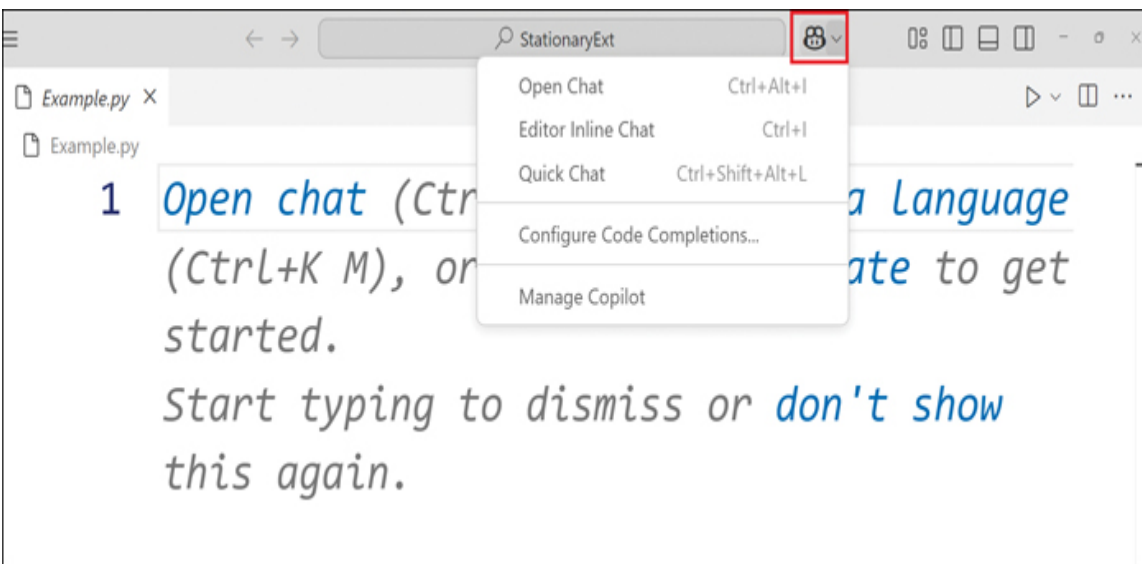 StationaryExt
Example.py
Example.py
Open Chat Ctrl+Alt+I
Editor Inline Chat Ctrl+I
Quick Chat Ctrl+Shift+Alt+L
Configure Code Completions...
Manage Copilot
1 Open chat (Ctr a language
(Ctrl+K M), or ate to get
started.
Start typing to dismiss or don't show
this again.